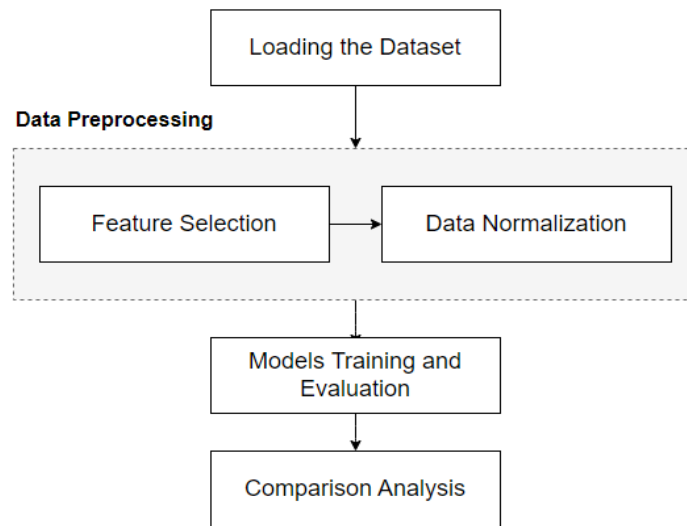 Loading the Dataset
Data Preprocessing
Feature Selection
Data Normalization
Models Training and
Evaluation
Comparison Analysis